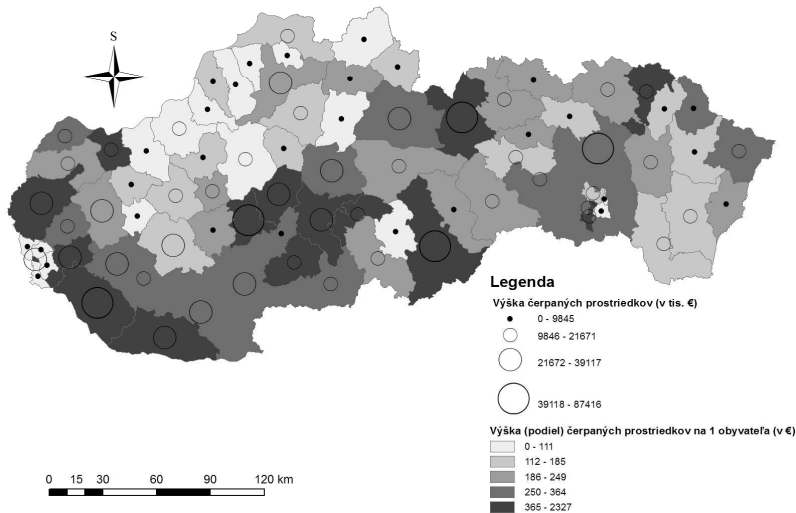 S
Legenda
Výška čerpaných prostriedkov (v tis. €)
0 - 9845
9846 - 21671
21672 - 39117
39118 - 87416
Výška (podiel) čerpaných prostriedkov na 1 obyvateľa (v €)
0 - 111
112 - 185
186 - 249
250 - 364
365 - 2327
0 15 30 60 90 120 km